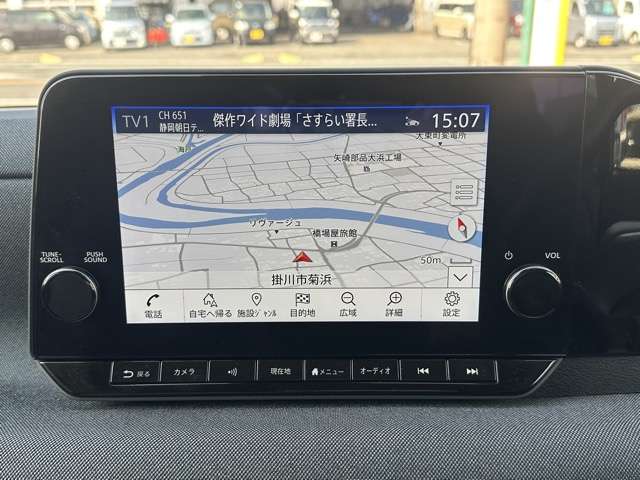 TV1 CH 651 静岡朝日テ... 傑作ワイド劇場「さすらい署長... 15:07
大東町変電所
矢崎部品大浜工場
リヴァージュ
橋場屋旅館
50m
掛川市菊浜
電話 自宅へ帰る 施設ｼﾞｬﾝﾙ 目的地 広域 詳細 設定
TUNE-SCROLL PUSH SOUND
VOL
戻る カメラ 現在地 メニュー オーディオ